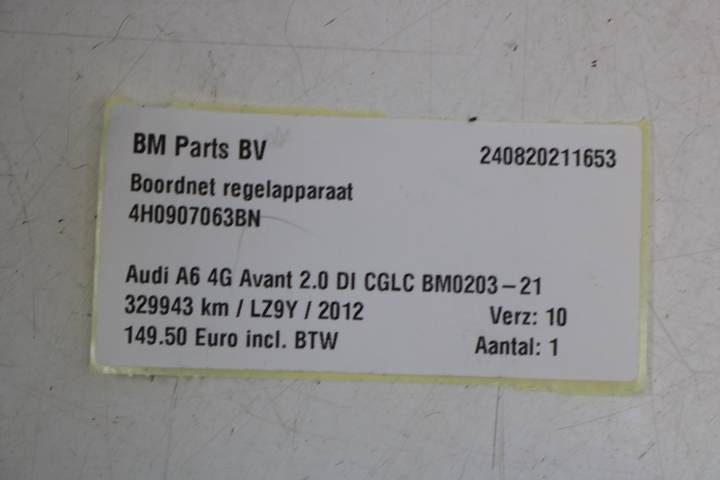 BM Parts BV 240820211653
Boordnet regelapparaat
4H0907063BN
Audi A6 4G Avant 2.0 DI CGLC BM0203-21
329943 km / LZ9Y / 2012 Verz: 10
149.50 Euro incl. BTW Aantal: 1